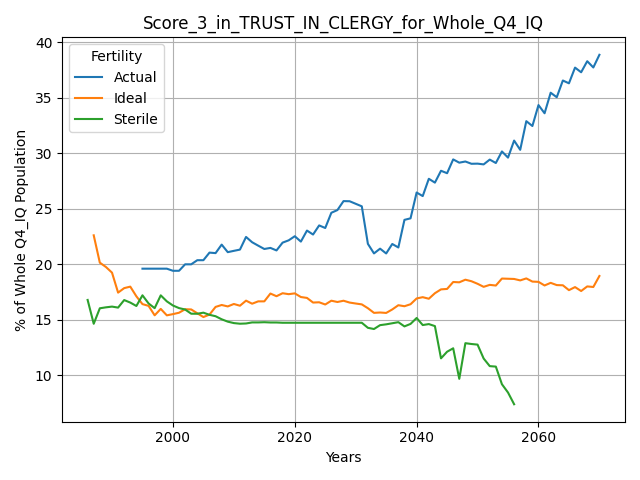 Score_3_in_TRUST_IN_CLERGY_for_Whole_Q4_IQ
Fertility
Actual
Ideal
Sterile
% of Whole Q4_IQ Population
40
35
30
25
20
15
10
2000
2020
2040
2060
Years